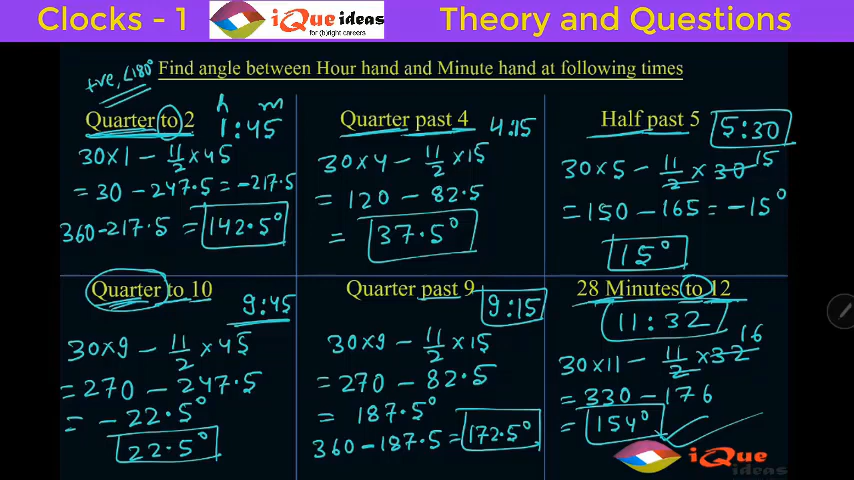 Clocks - 1
iQue ideas
for (b)right careers
Theory and Questions
+ve, ∠180°
Find angle between Hour hand and Minute hand at following times
Quarter to 2
h m
1:45
30×1 - 11/2 × 45
= 30 - 247.5 = -217.5
360-217.5 = 142.5°
Quarter past 4
4:15
30×4 - 11/2 × 15
= 120 - 82.5
= 37.5°
Half past 5
5:30
30×5 - 11/2 × 30 15
= 150 - 165 = -15°
15°
Quarter to 10
9:45
30×9 - 11/2 × 45
= 270 - 247.5
= - 22.5°
22.5°
Quarter past 9
9:15
30×9 - 11/2 × 15
= 270 - 82.5
= 187.5°
360 - 187.5 = 172.5°
28 Minutes to 12
11:32
30×11 - 11/2 × 32 16
= 330 - 176
= 154°
iQue
ideas